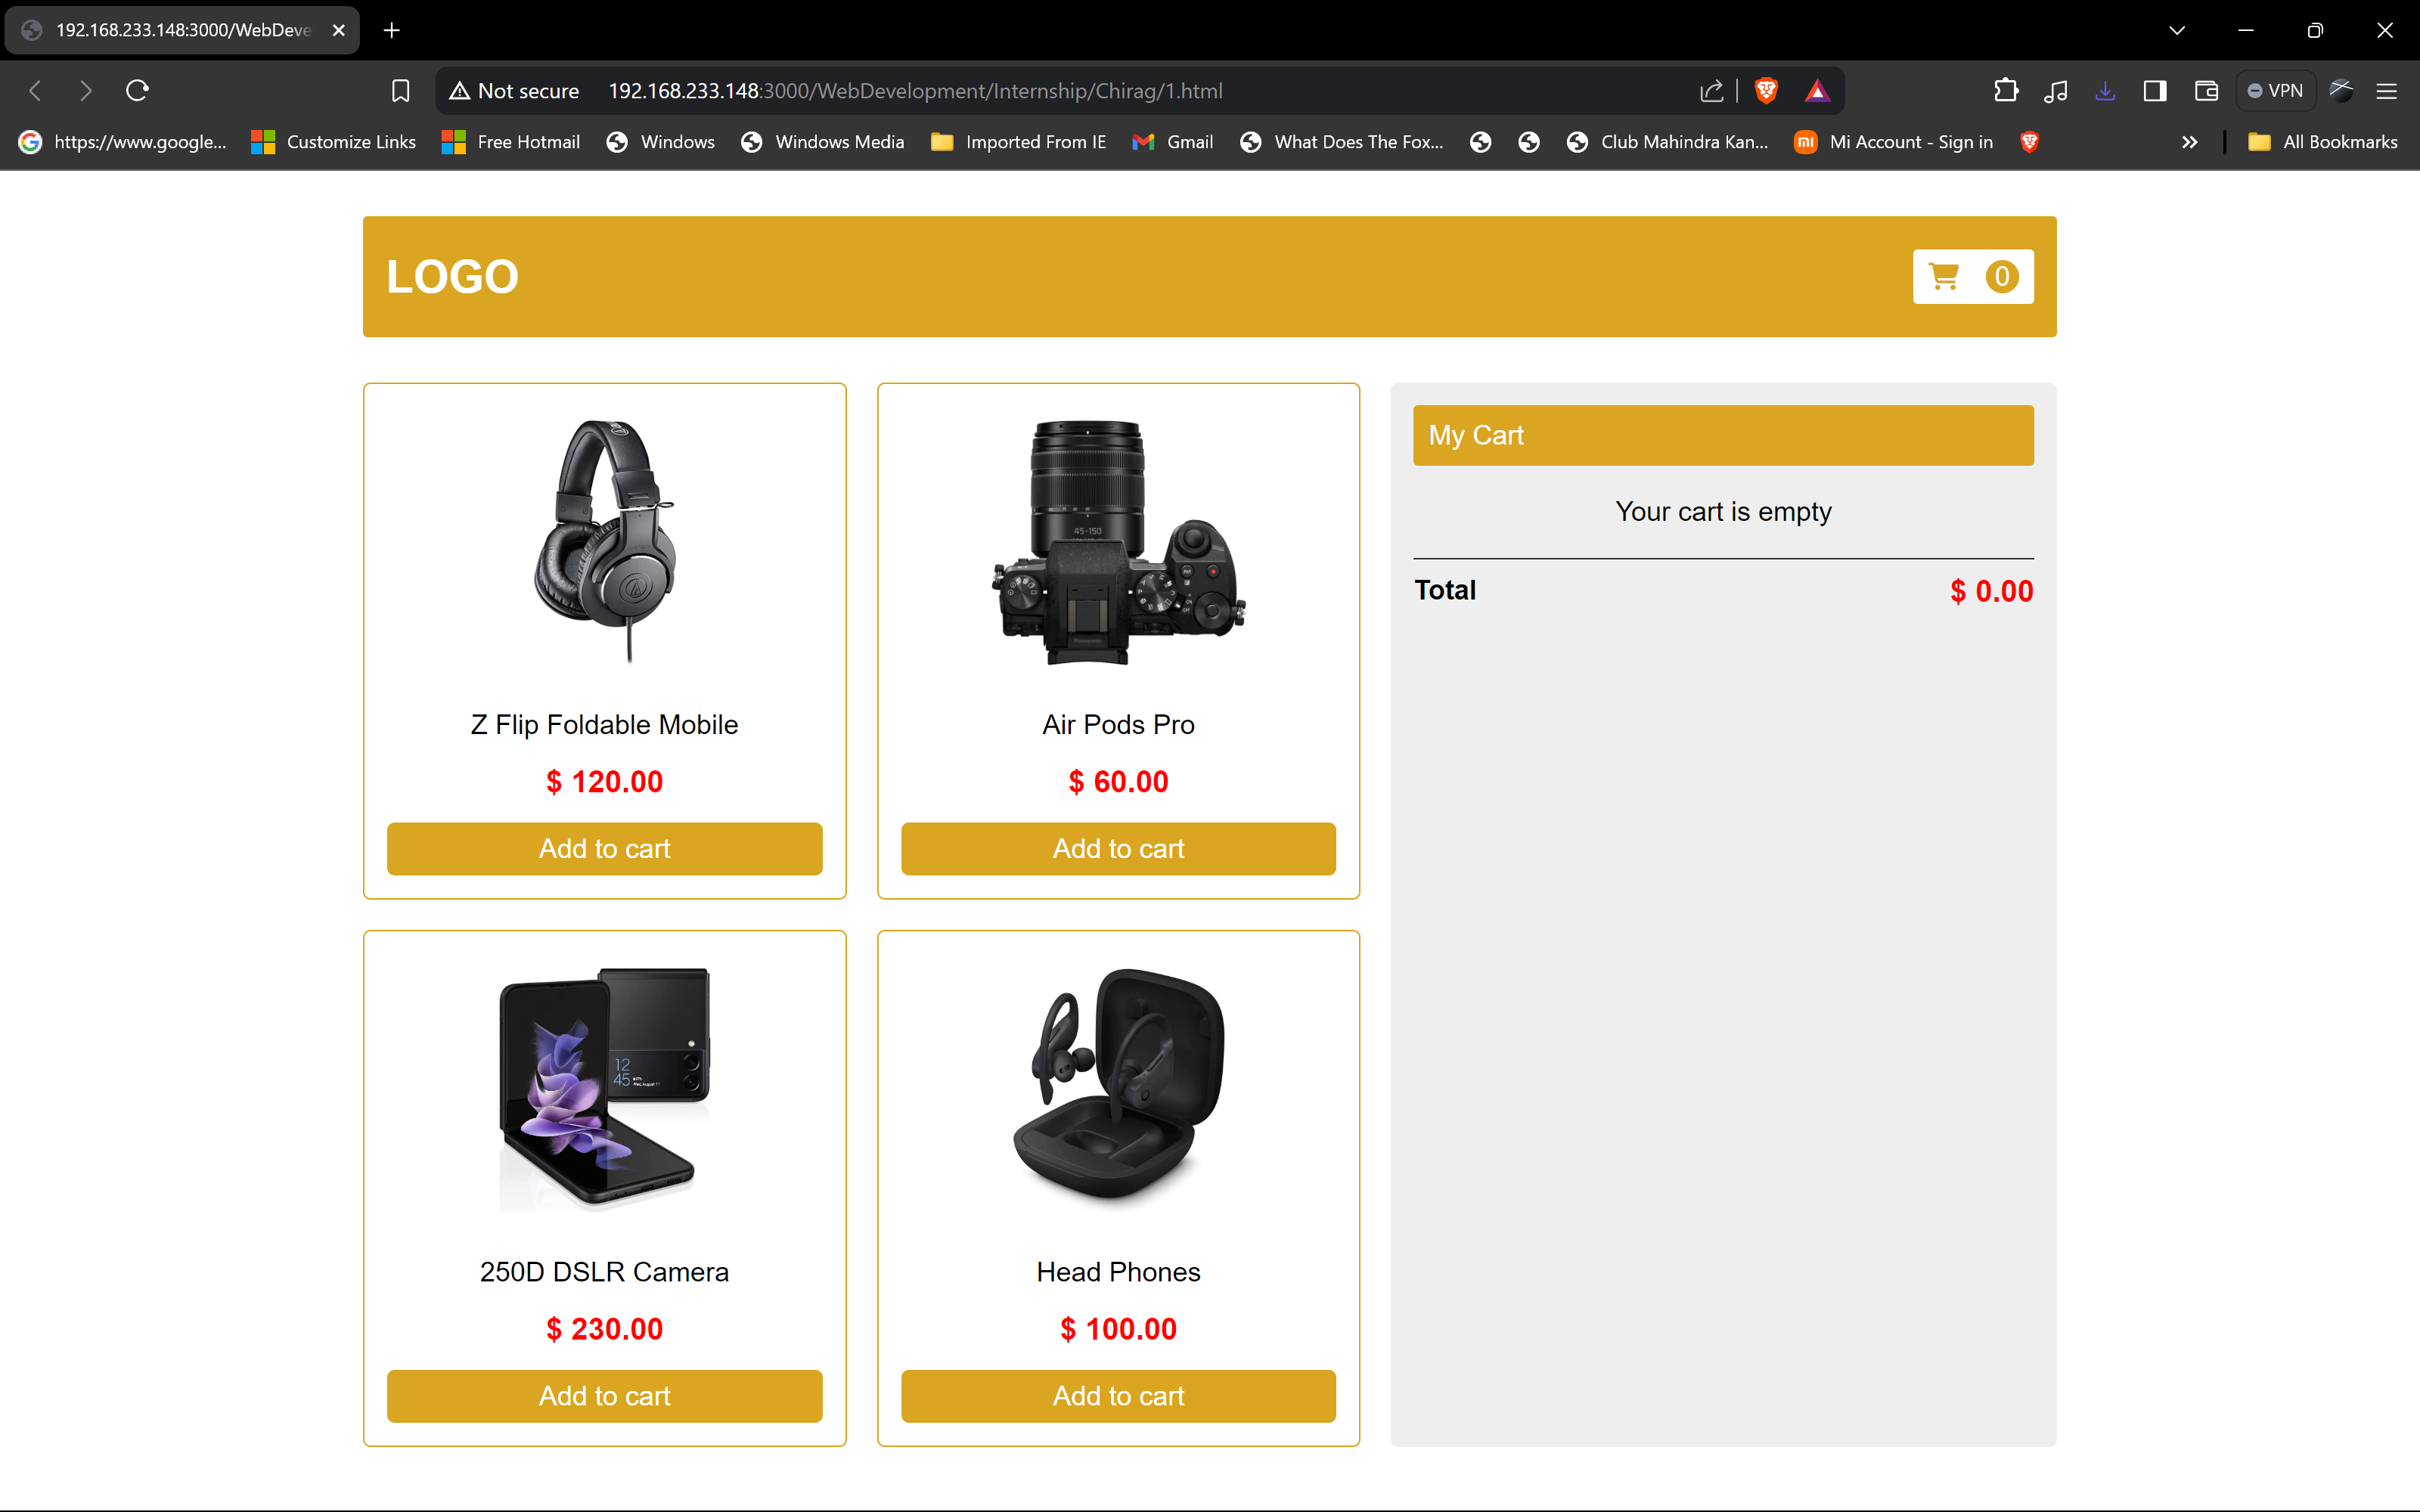 192.168.233.148:3000/WebDeve
Not secure 192.168.233.148:3000/WebDevelopment/Internship/Chirag/1.html
VPN
https://www.google... Customize Links Free Hotmail Windows Windows Media Imported From IE Gmail What Does The Fox... Club Mahindra Kan... Mi Account - Sign in All Bookmarks
LOGO
0
45-150
Z Flip Foldable Mobile
$ 120.00
Add to cart
Air Pods Pro
$ 60.00
Add to cart
12
45
250D DSLR Camera
$ 230.00
Add to cart
Head Phones
$ 100.00
Add to cart
My Cart
Your cart is empty
Total $ 0.00